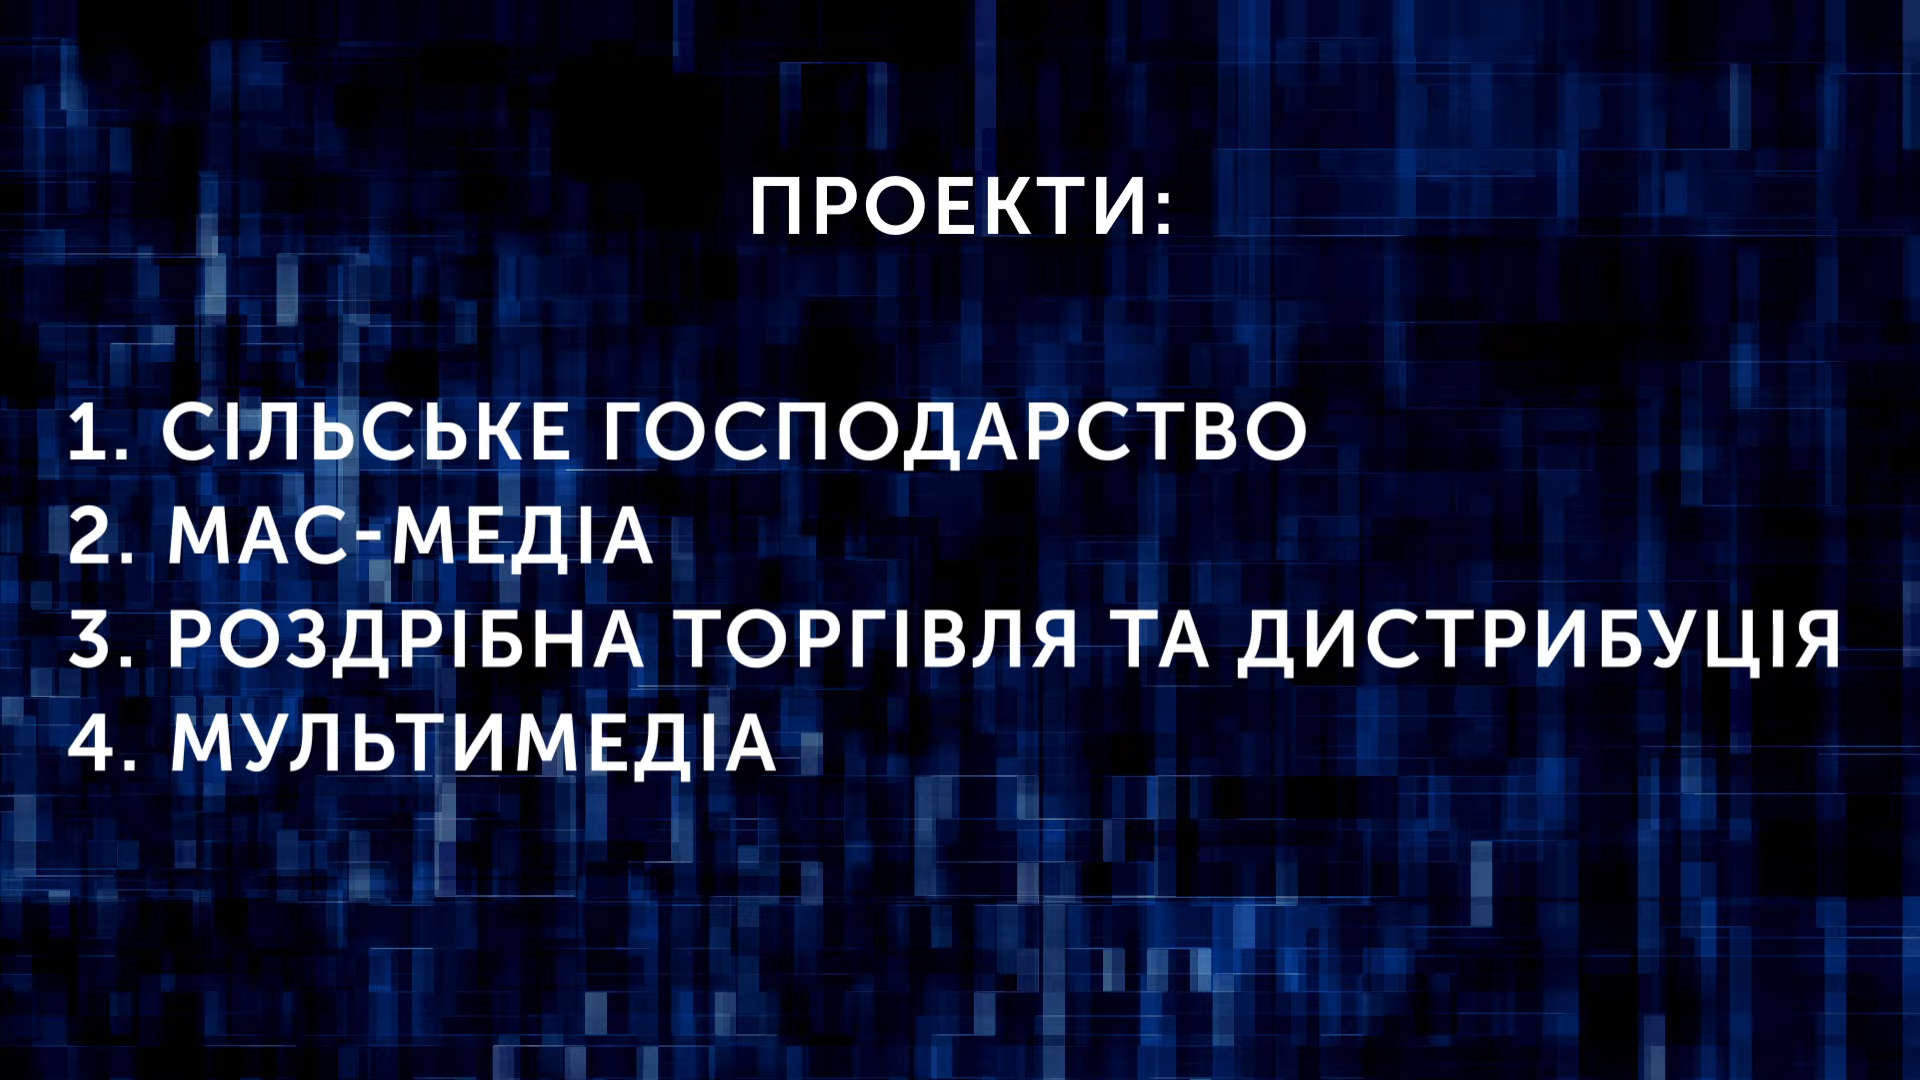 ПРОЕКТИ:
1. СІЛЬСЬКЕ ГОСПОДАРСТВО
2. МАС-МЕДІА
3. РОЗДРІБНА ТОРГІВЛЯ ТА ДИСТРИБУЦІЯ
4. МУЛЬТИМЕДІА